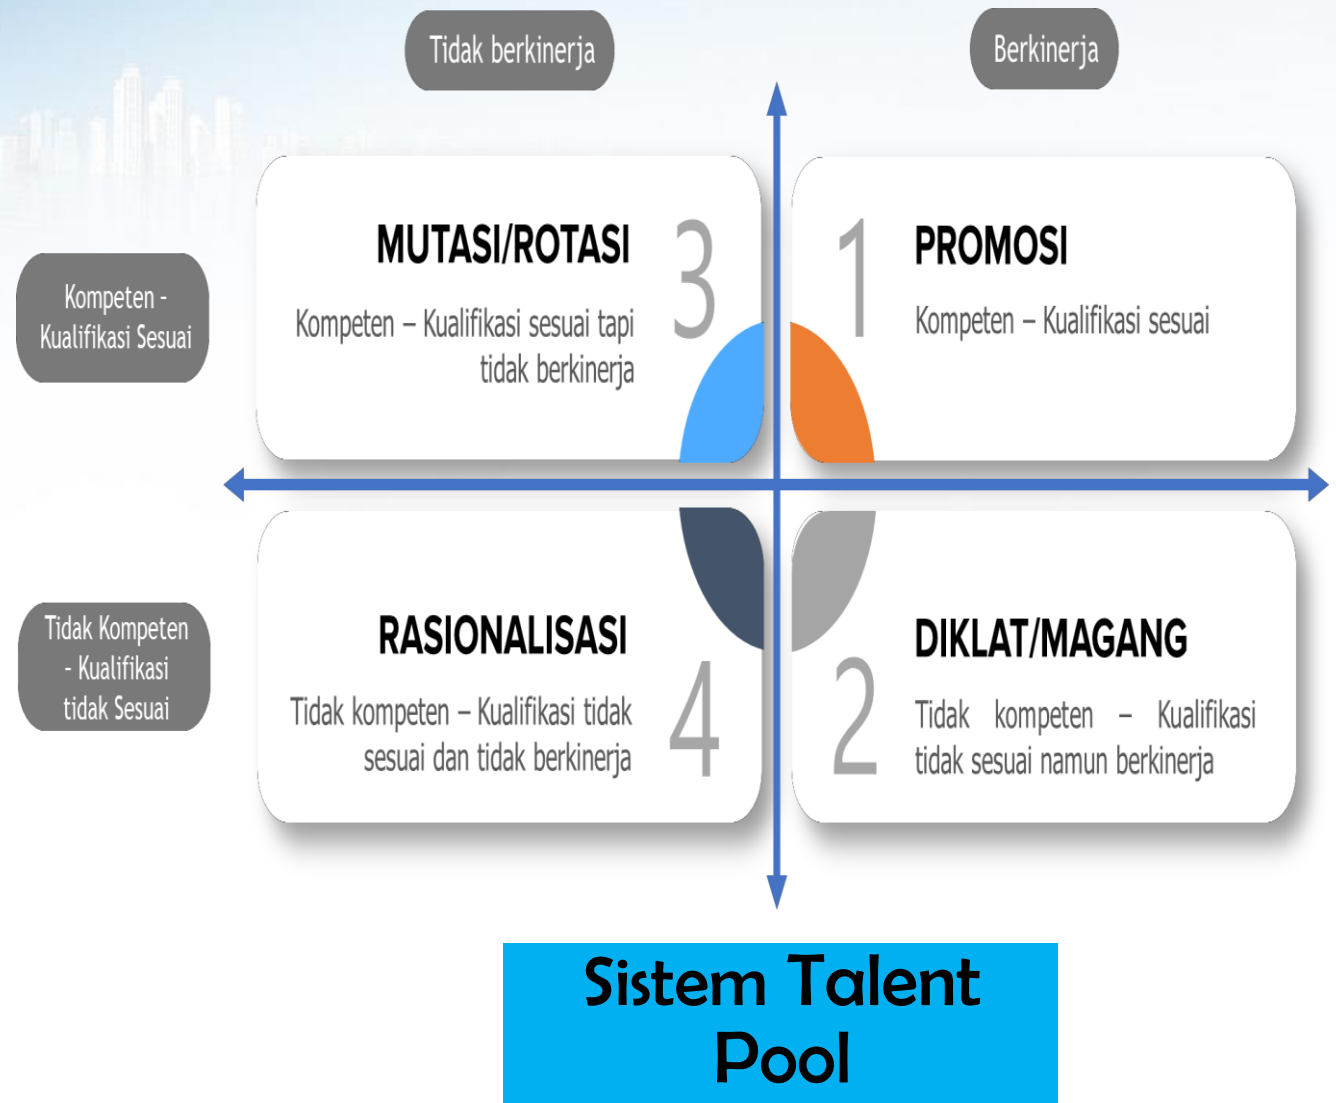 Tidak berkinerja
Berkinerja
Kompeten -
Kualifikasi Sesuai
MUTASI/ROTASI
3
Kompeten – Kualifikasi sesuai tapi
tidak berkinerja
1
PROMOSI
Kompeten – Kualifikasi sesuai
Tidak Kompeten
- Kualifikasi
tidak Sesuai
RASIONALISASI
4
Tidak kompeten – Kualifikasi tidak
sesuai dan tidak berkinerja
2
DIKLAT/MAGANG
Tidak kompeten – Kualifikasi
tidak sesuai namun berkinerja
Sistem Talent
Pool